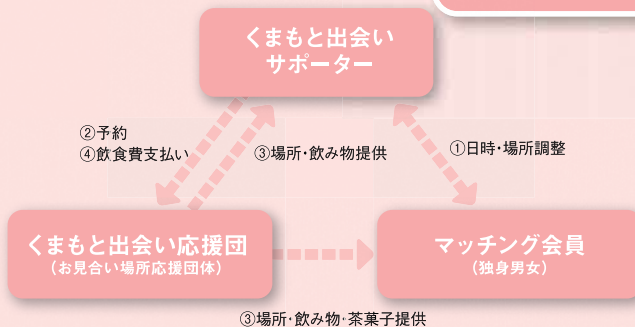 くまもと出会い
サポーター
②予約
④飲食費支払い
③場所・飲み物提供
①日時・場所調整
くまもと出会い応援団
（お見合い場所応援団体）
マッチング会員
（独身男女）
③場所・飲み物・茶菓子提供